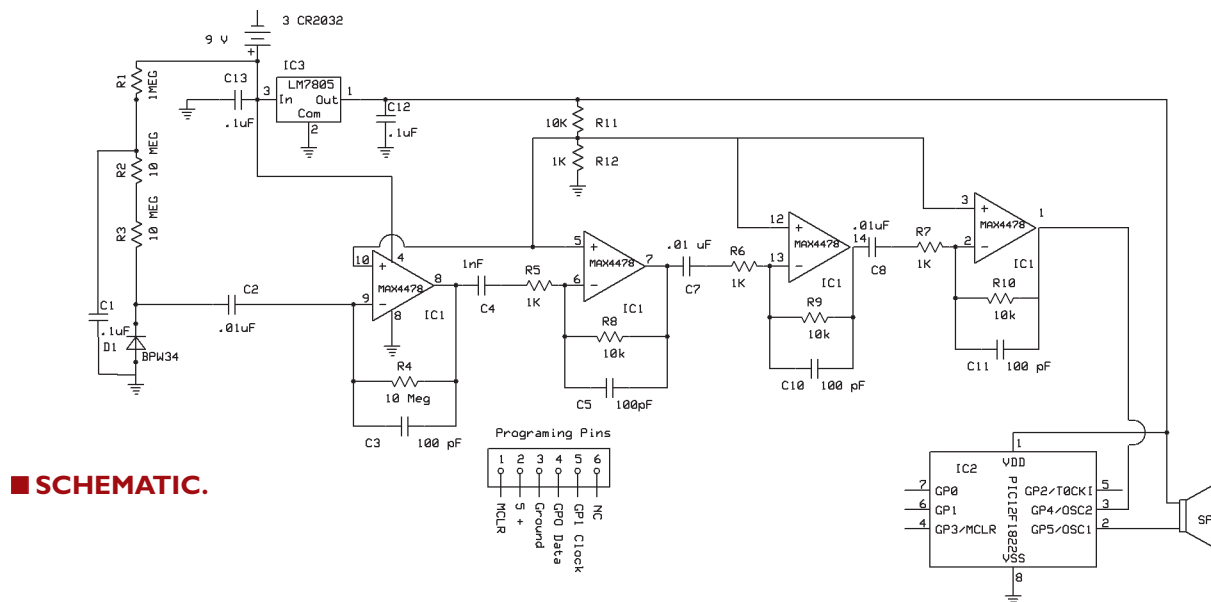 3 CR2032
9 V
+
R1
1MEG
C13
.1uF
IC3
LM7805
3
In
Out
1
Com
2
C12
.1uF
10K
R11
1K
R12
R2
10 MEG
R3
10 MEG
C1
.1uF
D1
BPW34
C2
.01uF
10
+
4
MAX4478
9
-
8
8
IC1
R4
10 Meg
C3
100 pF
1nF
C4
R5
1K
5
+
MAX4478
7
6
-
IC1
R8
10k
C5
100pF
.01 uF
C7
R6
1K
12
+
MAX4478
14
13
-
IC1
R9
10k
C10
100 pF
.01uF
C8
R7
1K
3
+
MAX4478
1
2
-
IC1
R10
10k
C11
100 pF
Programing Pins
1 2 3 4 5 6
MCLR
5 +
Ground
GP0 Data
GP1 Clock
NC
■ SCHEMATIC.
IC2
1
VDD
PIC12F1822
7 GP0
6 GP1
4 GP3/MCLR
GP2/T0CKI 5
GP4/OSC2 3
GP5/OSC1 2
VSS
8